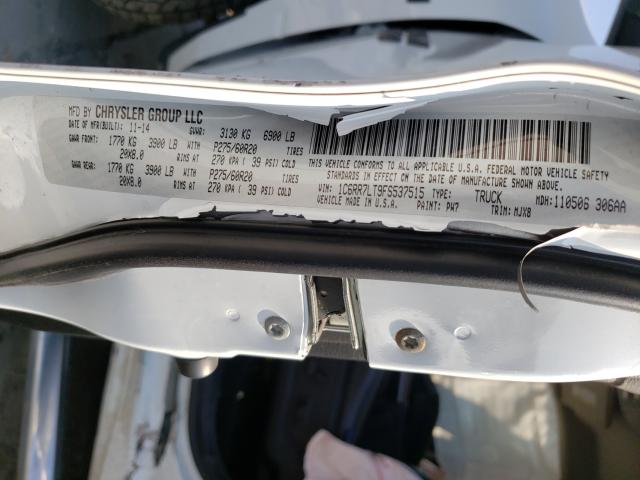 MFD BY CHRYSLER GROUP LLC
DATE OF MFR(BUILT): 11-14 GVWR: 3130 KG 6900 LB
GWR FRONT: 1770 KG 3900 LB P275/60R20 TIRES
20X8.0 RIMS AT 270 KPA ( 39 PSI) COLD
GWR REAR: 1770 KG 3900 LB P275/60R20 TIRES
20X8.0 RIMS AT 270 KPA ( 39 PSI) COLD
THIS VEHICLE CONFORMS TO ALL APPLICABLE U.S.A. FEDERAL MOTOR VEHICLE SAFETY
STANDARDS IN EFFECT ON THE DATE OF MANUFACTURE SHOWN ABOVE.
VIN: 1C6RR7LT9FS537515 TYPE: TRUCK MDH: 110506 306AA
VEHICLE MADE IN U.S.A. PAINT: PW7 TRIM: MJX8